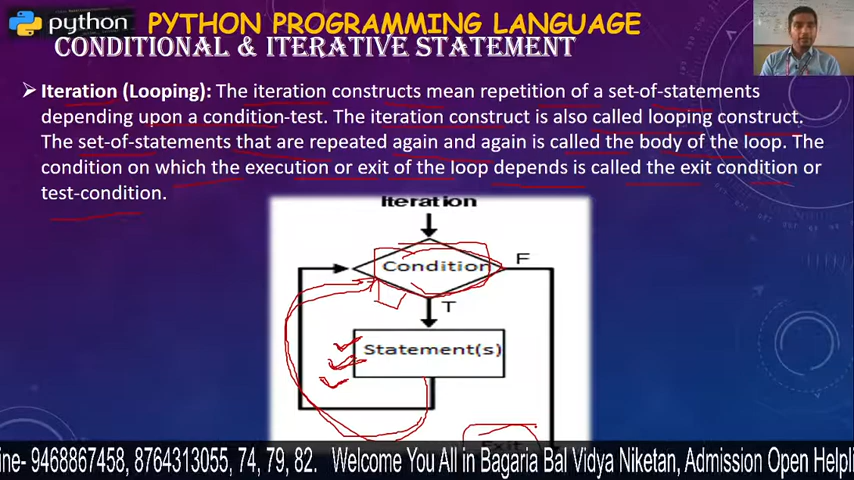 python
PYTHON PROGRAMMING LANGUAGE
CONDITIONAL & ITERATIVE STATEMENT
Iteration (Looping): The iteration constructs mean repetition of a set-of-statements
depending upon a condition-test. The iteration construct is also called looping construct.
The set-of-statements that are repeated again and again is called the body of the loop. The
condition on which the execution or exit of the loop depends is called the exit condition or
test-condition.
Iteration
Condition
F
T
Statement(s)
Exit
ine- 9468867458, 8764313055, 74, 79, 82. Welcome You All in Bagaria Bal Vidya Niketan, Admission Open Helpli